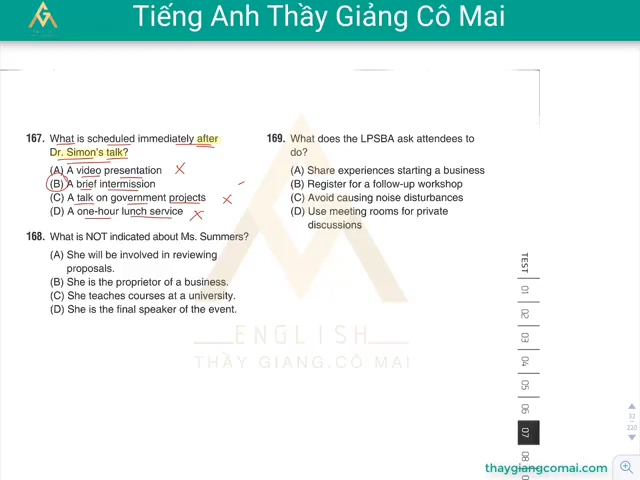 Tiếng Anh Thầy Giảng Cô Mai
167. What is scheduled immediately after
Dr. Simon's talk?
(A) A video presentation
(B) A brief intermission
(C) A talk on government projects
(D) A one-hour lunch service
168. What is NOT indicated about Ms. Summers?
(A) She will be involved in reviewing
proposals.
(B) She is the proprietor of a business.
(C) She teaches courses at a university.
(D) She is the final speaker of the event.
169. What does the LPSBA ask attendees to
do?
(A) Share experiences starting a business
(B) Register for a follow-up workshop
(C) Avoid causing noise disturbances
(D) Use meeting rooms for private
discussions
ENGLISH
THẦY GIANG.CÔ MAI
TEST
01
02
03
04
05
06
07
08
32
220
thaygiangcomai.com